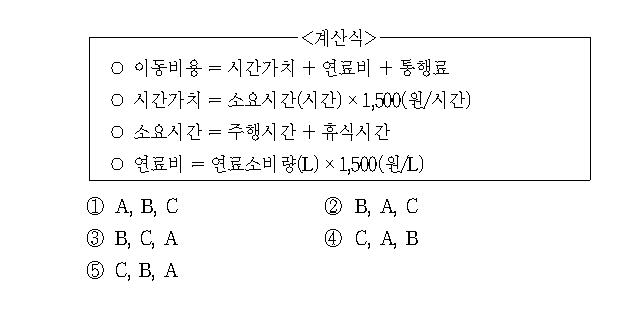 <계산식>
○ 이동비용 = 시간가치 + 연료비 + 통행료
○ 시간가치 = 소요시간(시간) × 1,500(원/시간)
○ 소요시간 = 주행시간 + 휴식시간
○ 연료비 = 연료소비량(L) × 1,500(원/L)
① A, B, C ② B, A, C
③ B, C, A ④ C, A, B
⑤ C, B, A